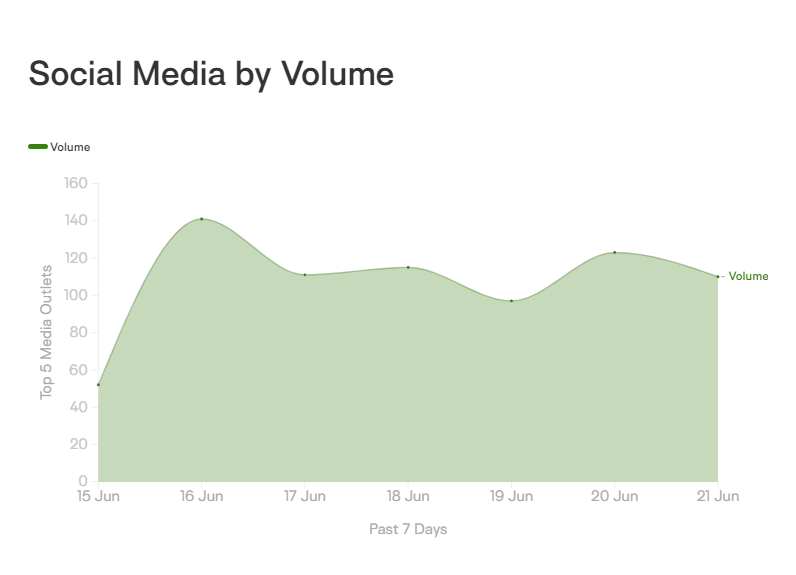 Social Media by Volume
Volume
160
140
120
100
80
60
40
20
0
Top 5 Media Outlets
Volume
15 Jun 16 Jun 17 Jun 18 Jun 19 Jun 20 Jun 21 Jun
Past 7 Days